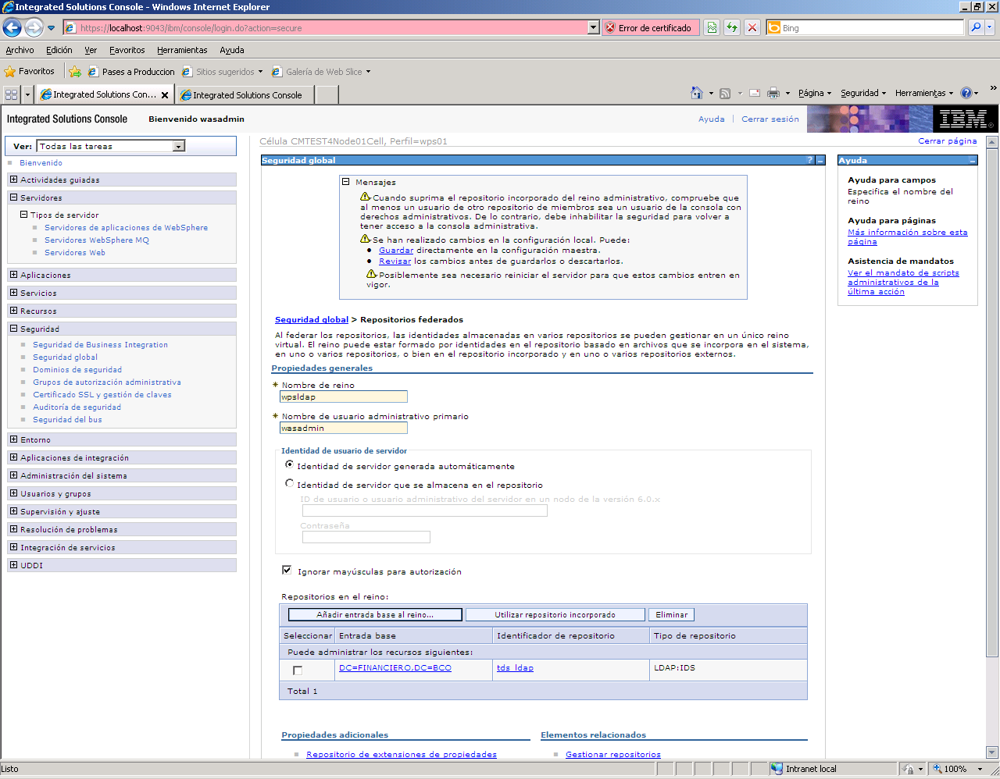 Integrated Solutions Console - Windows Internet Explorer
https://localhost:9043/ibm/console/login.do?action=secure
Error de certificado
Bing
Archivo Edición Ver Favoritos Herramientas Ayuda
Favoritos Pases a Produccion Sitios sugeridos Galería de Web Slice
Integrated Solutions Con... Integrated Solutions Console Página Seguridad Herramientas
Integrated Solutions Console Bienvenido wasadmin Ayuda Cerrar sesión IBM
Ver: Todas las tareas
Bienvenido
Actividades guiadas
Servidores
Tipos de servidor
Servidores de aplicaciones de WebSphere
Servidores WebSphere MQ
Servidores Web
Aplicaciones
Servicios
Recursos
Seguridad
Seguridad de Business Integration
Seguridad global
Dominios de seguridad
Grupos de autorización administrativa
Certificado SSL y gestión de claves
Auditoría de seguridad
Seguridad del bus
Entorno
Aplicaciones de integración
Administración del sistema
Usuarios y grupos
Supervisión y ajuste
Resolución de problemas
Integración de servicios
UDDI
Célula CMTEST4Node01Cell, Perfil=wps01
Cerrar página
Seguridad global ?
Mensajes
Cuando suprima el repositorio incorporado del reino administrativo, compruebe que
al menos un usuario de otro repositorio de miembros sea un usuario de la consola con
derechos administrativos. De lo contrario, debe inhabilitar la seguridad para volver a
tener acceso a la consola administrativa.
Se han realizado cambios en la configuración local. Puede:
Guardar directamente en la configuración maestra.
Revisar los cambios antes de guardarlos o descartarlos.
Posiblemente sea necesario reiniciar el servidor para que estos cambios entren en
vigor.
Seguridad global > Repositorios federados
Al federar los repositorios, las identidades almacenadas en varios repositorios se pueden gestionar en un único reino
virtual. El reino puede estar formado por identidades en el repositorio basado en archivos que se incorpora en el sistema,
en uno o varios repositorios, o bien en el repositorio incorporado y en uno o varios repositorios externos.
Propiedades generales
* Nombre de reino
wpsldap
* Nombre de usuario administrativo primario
wasadmin
Identidad de usuario de servidor
Identidad de servidor generada automáticamente
Identidad de servidor que se almacena en el repositorio
ID de usuario o usuario administrativo del servidor en un nodo de la versión 6.0.x
Contraseña
Ignorar mayúsculas para autorización
Repositorios en el reino:
Añadir entrada base al reino... Utilizar repositorio incorporado Eliminar
Seleccionar Entrada base Identificador de repositorio Tipo de repositorio
Puede administrar los recursos siguientes:
DC=FINANCIERO,DC=BCO tds_ldap LDAP:IDS
Total 1
Propiedades adicionales Elementos relacionados
Repositorio de extensiones de propiedades Gestionar repositorios
Ayuda
Ayuda para campos
Especifica el nombre del
reino
Ayuda para páginas
Más información sobre esta
página
Asistencia de mandatos
Ver el mandato de scripts
administrativos de la
última acción
Listo Intranet local 100%